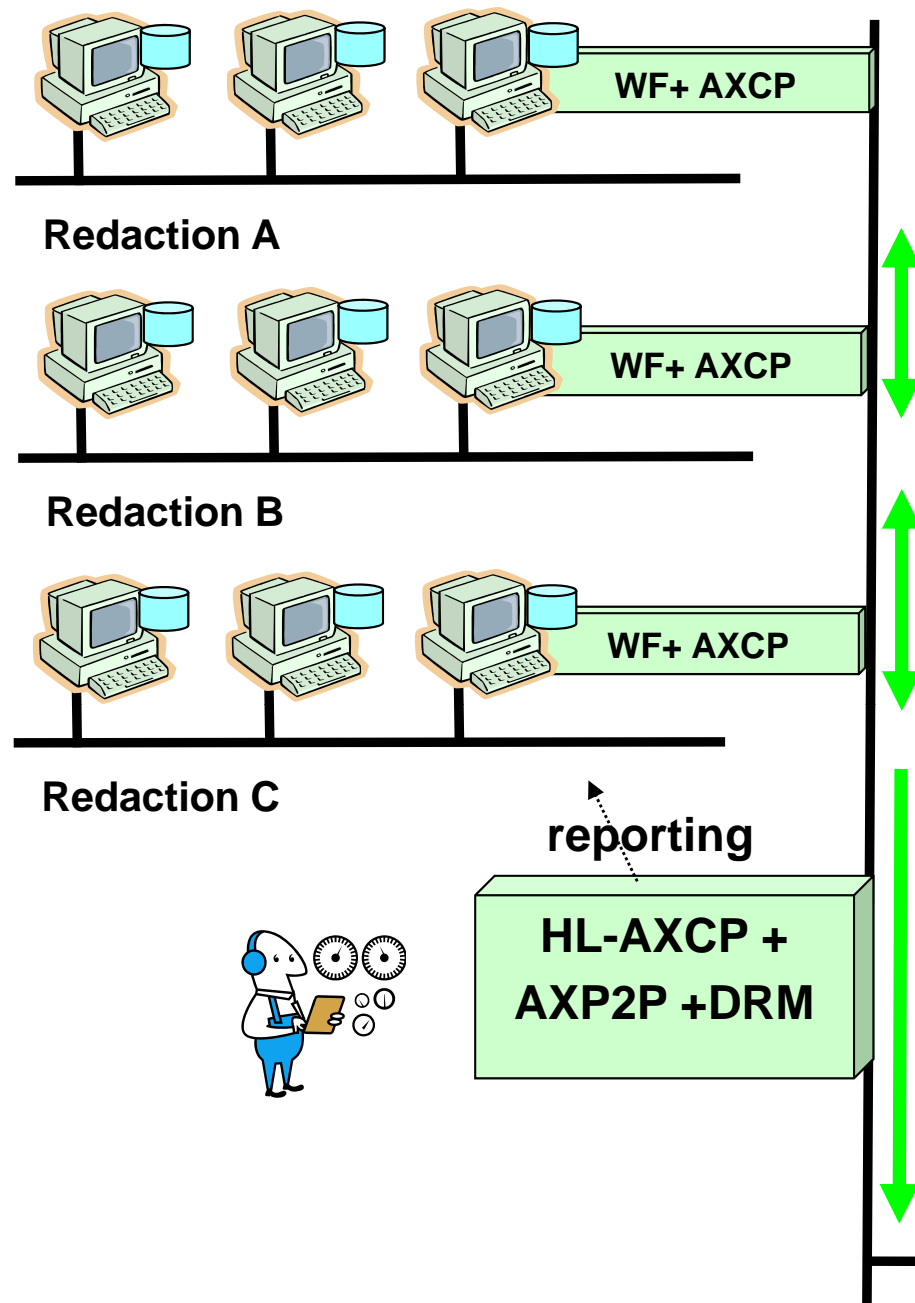 WF+ AXCP
Redaction A
WF+ AXCP
Redaction B
WF+ AXCP
Redaction C
reporting
HL-AXCP +
AXP2P +DRM